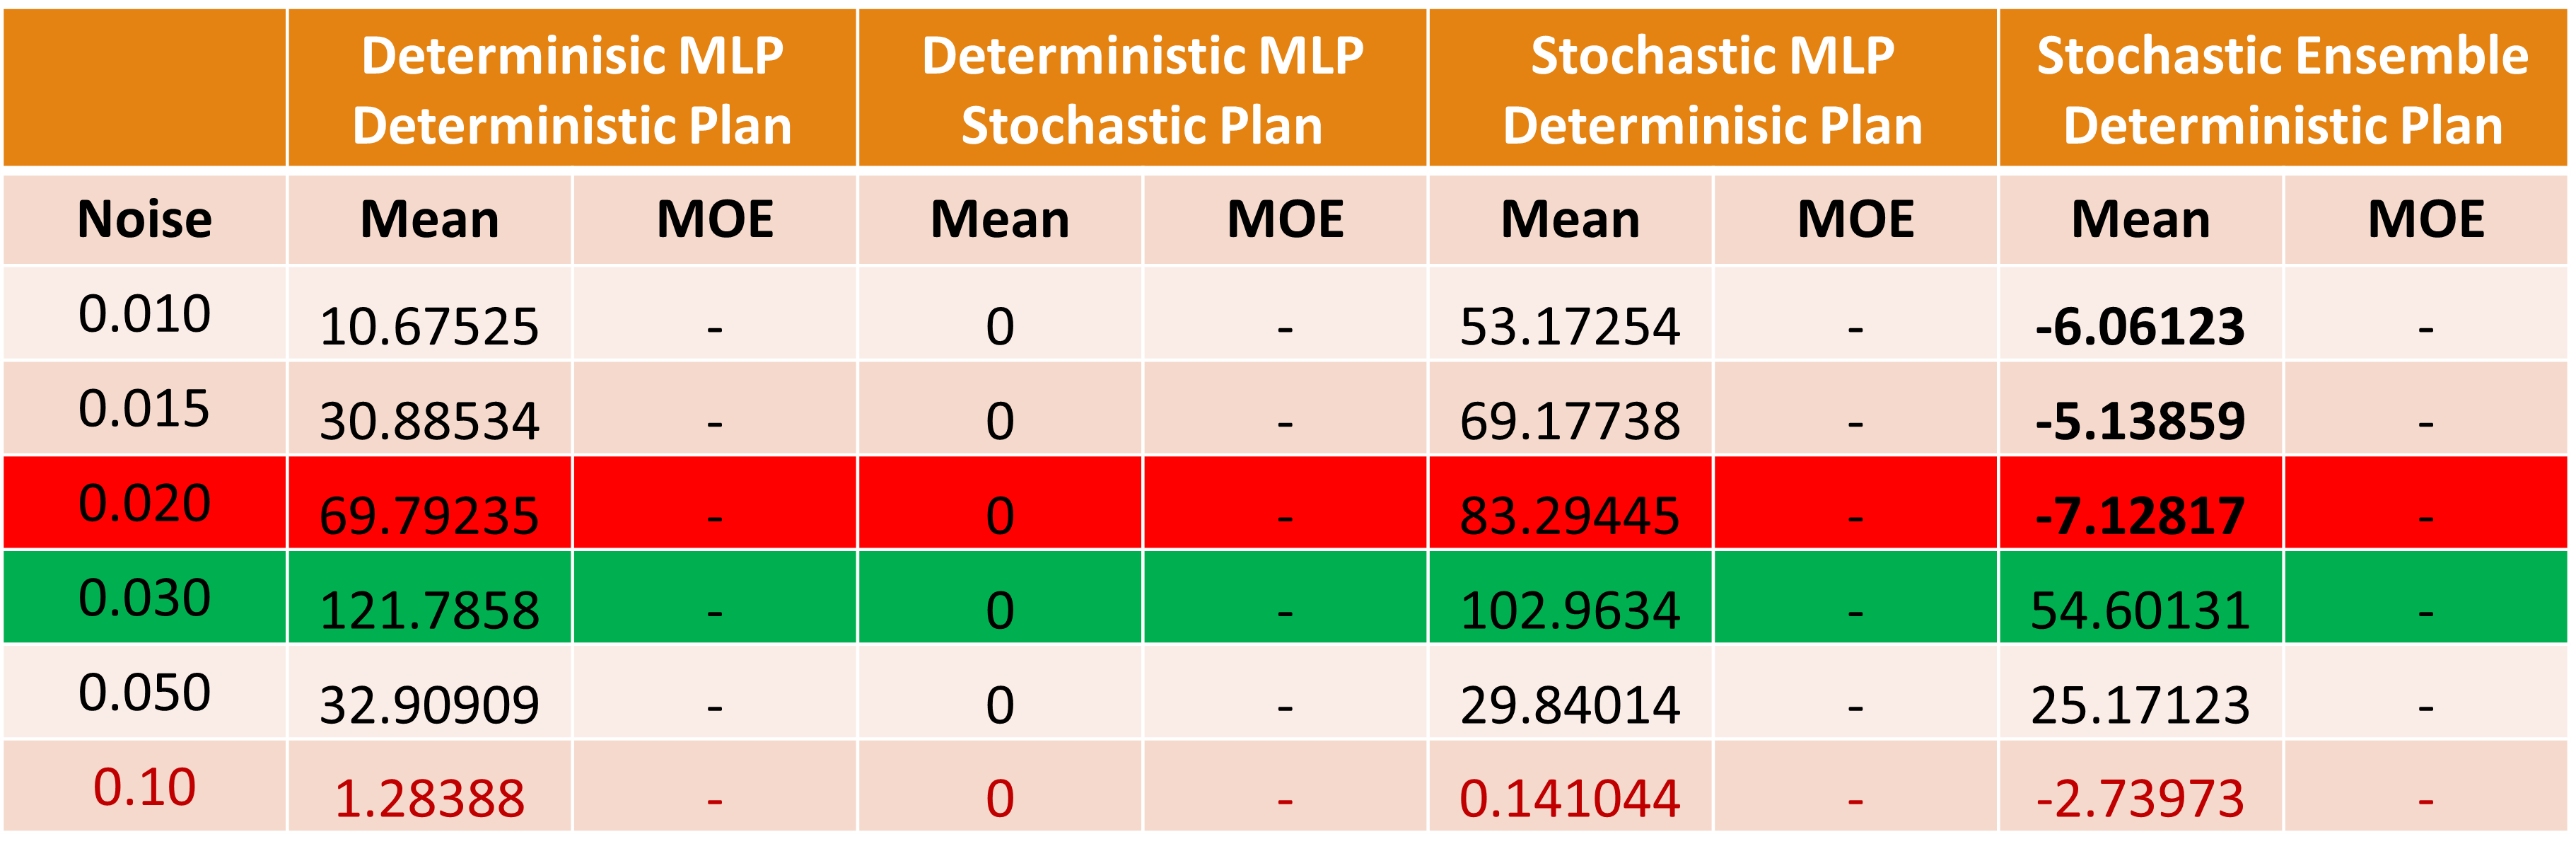 Determinisic MLP Deterministic MLP Stochastic MLP Stochastic Ensemble
Deterministic Plan Stochastic Plan Determinisic Plan Deterministic Plan
Noise Mean MOE Mean MOE Mean MOE Mean MOE
0.010 10.67525 - 0 - 53.17254 - -6.06123 -
0.015 30.88534 - 0 - 69.17738 - -5.13859 -
0.020 69.79235 - 0 - 83.29445 - -7.12817 -
0.030 121.7858 - 0 - 102.9634 - 54.60131 -
0.050 32.90909 - 0 - 29.84014 - 25.17123 -
0.10 1.28388 - 0 - 0.141044 - -2.73973 -